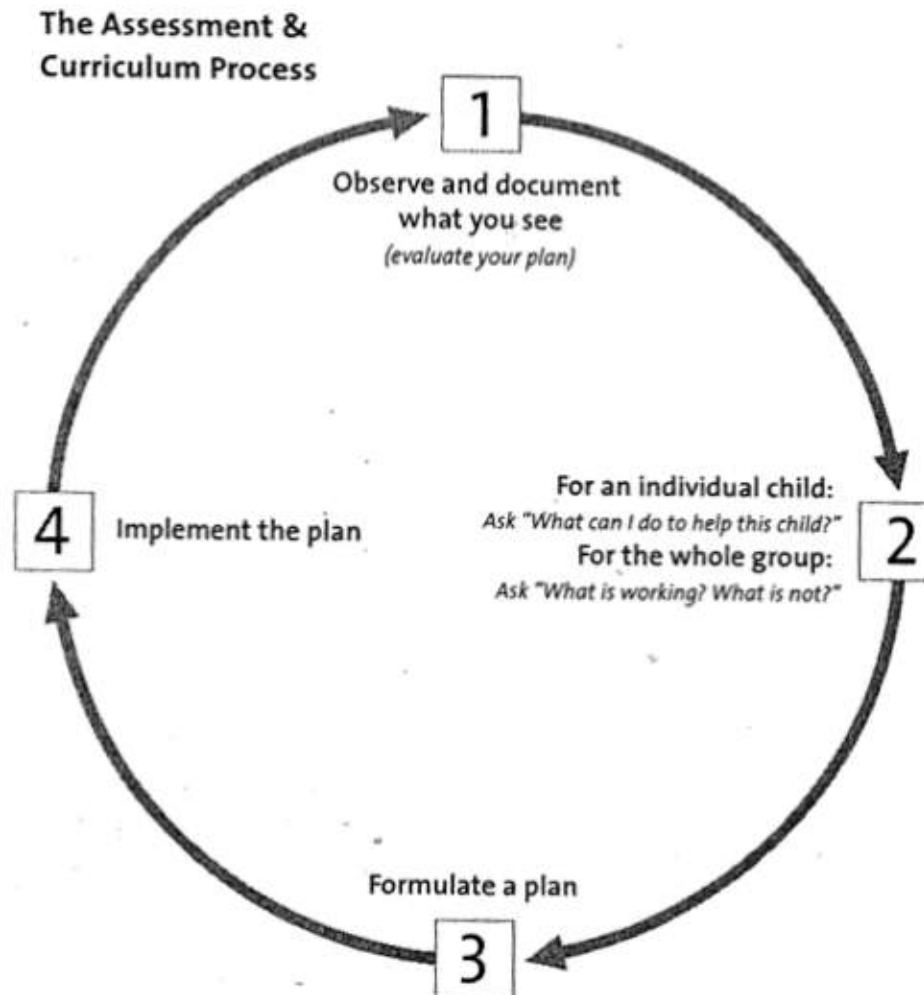 The Assessment &
Curriculum Process
1
Observe and document
what you see
(evaluate your plan)
For an individual child:
Ask "What can I do to help this child?"
2
For the whole group:
Ask "What is working? What is not?"
4
Implement the plan
Formulate a plan
3